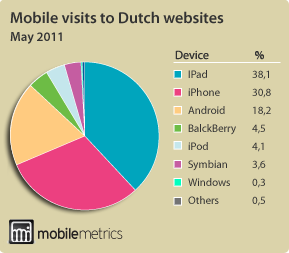 Mobile visits to Dutch websites
May 2011
Device %
IPad 38,1
iPhone 30,8
Android 18,2
BalckBerry 4,5
iPod 4,1
Symbian 3,6
Windows 0,3
Others 0,5
mobilemetrics